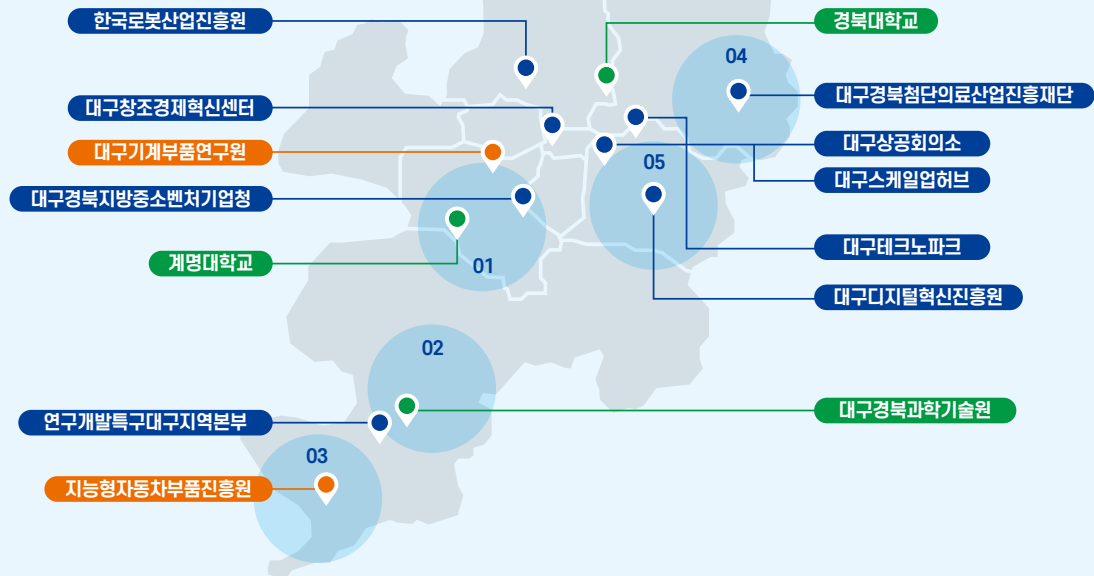 한국로봇산업진흥원
경북대학교
04
대구창조경제혁신센터
대구경북첨단의료산업진흥재단
대구기계부품연구원
대구상공회의소
05
대구스케일업허브
대구경북지방중소벤처기업청
대구테크노파크
계명대학교
01
대구디지털혁신진흥원
02
연구개발특구대구지역본부
대구경북과학기술원
03
지능형자동차부품진흥원